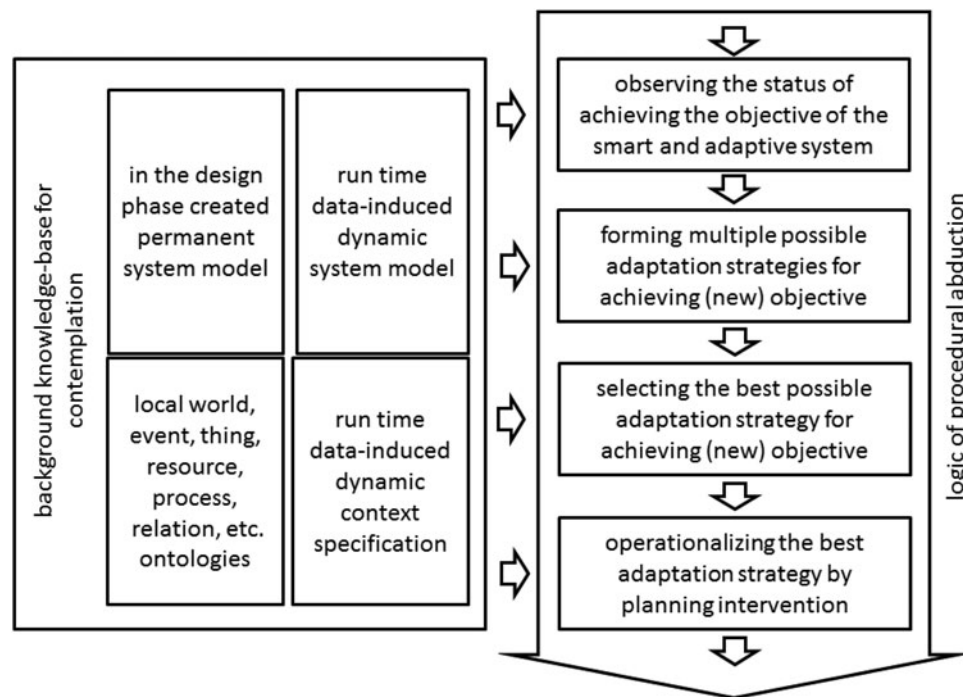 background knowledge-base for
contemplation
in the design
phase created
permanent
system model
run time
data-induced
dynamic
system model
local world,
event, thing,
resource,
process,
relation, etc.
ontologies
run time
data-induced
dynamic
context
specification
observing the status of
achieving the objective of the
smart and adaptive system
forming multiple possible
adaptation strategies for
achieving (new) objective
selecting the best possible
adaptation strategy for
achieving (new) objective
operationalizing the best
adaptation strategy by
planning intervention
logic of procedural abduction